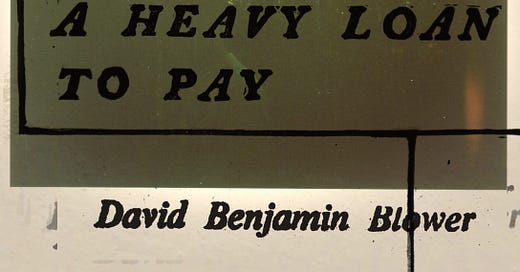 A HEAVY LOAN
TO PAY
David Benjamin Blower